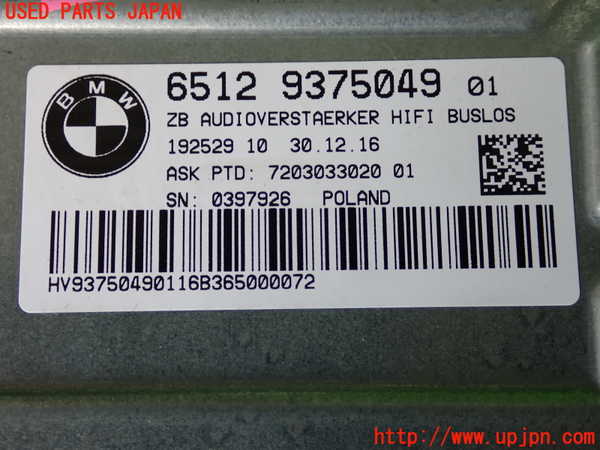 USED PARTS JAPAN
BMW
6512 9375049 01
ZB AUDIOVERSTAERKER HIFI BUSLOS
192529 10 30.12.16
ASK PTD: 7203033020 01
SN: 0397926 POLAND
HV93750490116B365000072
http://www.upjpn.com/